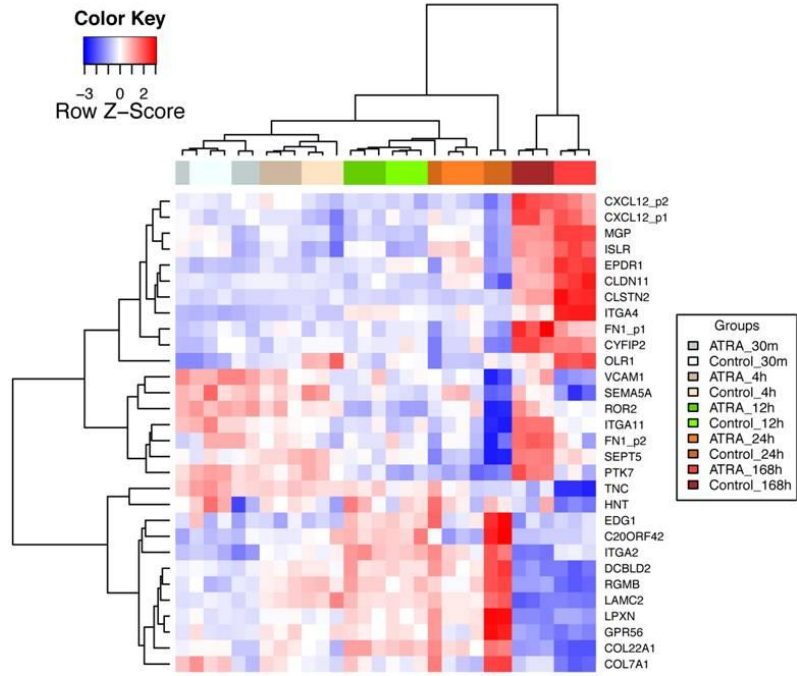 Color Key
−3 0 2
Row Z−Score
CXCL12_p2
CXCL12_p1
MGP
ISLR
EPDR1
CLDN11
CLSTN2
ITGA4
FN1_p1
CYFIP2
OLR1
VCAM1
SEMA5A
ROR2
ITGA11
FN1_p2
SEPT5
PTK7
TNC
HNT
EDG1
C20ORF42
ITGA2
DCBLD2
RGMB
LAMC2
LPXN
GPR56
COL22A1
COL7A1
Groups
ATRA_30m
Control_30m
ATRA_4h
Control_4h
ATRA_12h
Control_12h
ATRA_24h
Control_24h
ATRA_168h
Control_168h